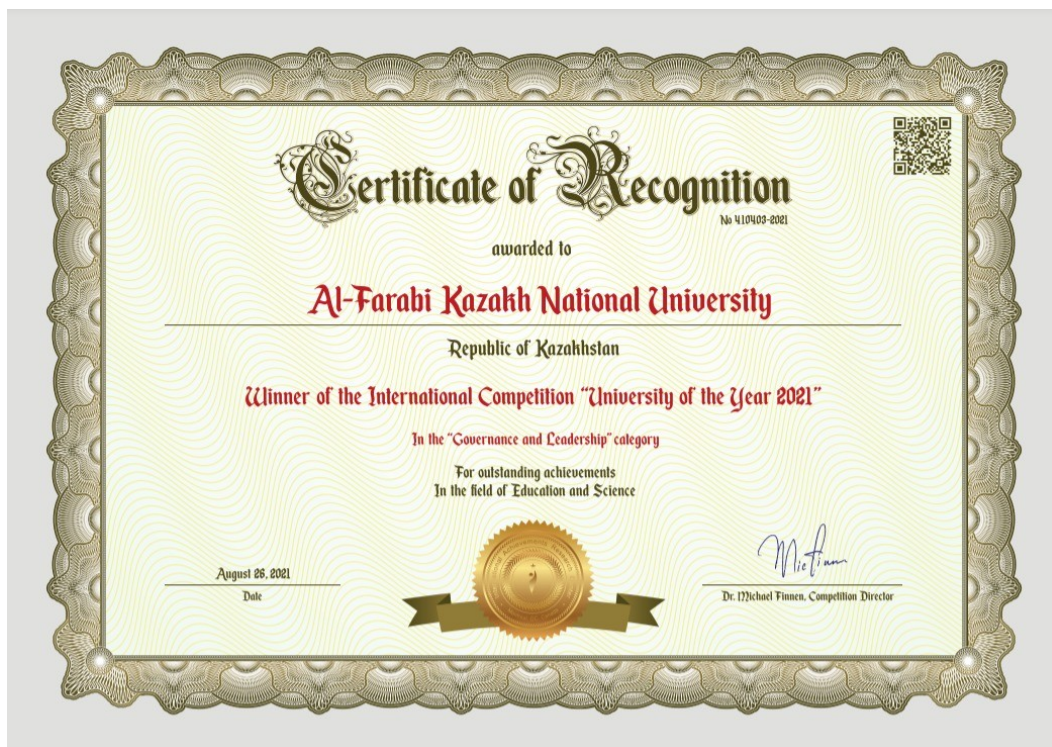 Certificate of Recognition
No 410403-2021
awarded to
Al-Farabi Kazakh National University
Republic of Kazakhstan
Winner of the International Competition "University of the Year 2021"
In the "Governance and Leadership" category
For outstanding achievements
In the field of Education and Science
August 26, 2021
Date
Dr. Michael Finnen, Competition Director